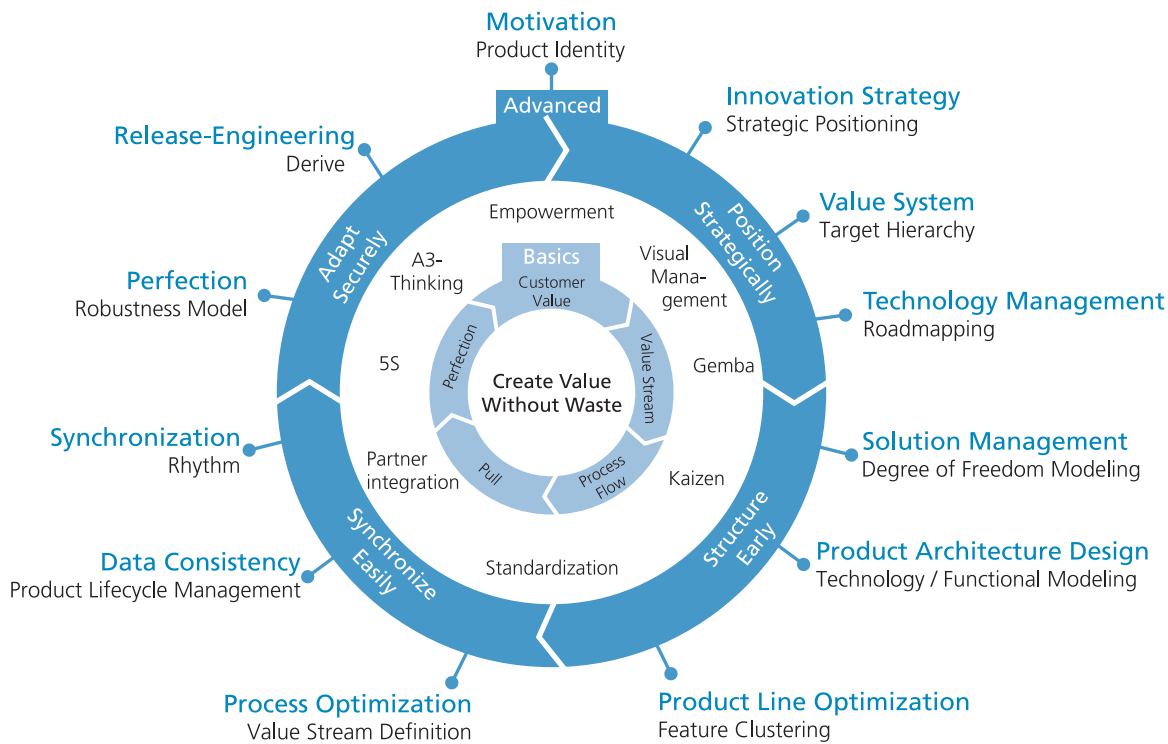 Motivation
Product Identity
Advanced
Innovation Strategy
Strategic Positioning
Value System
Target Hierarchy
Technology Management
Roadmapping
Solution Management
Degree of Freedom Modeling
Product Architecture Design
Technology / Functional Modeling
Product Line Optimization
Feature Clustering
Process Optimization
Value Stream Definition
Data Consistency
Product Lifecycle Management
Synchronization
Rhythm
Perfection
Robustness Model
Release-Engineering
Derive
Position
Strategically
Structure
Early
Synchronize
Easily
Adapt
Securely
Empowerment
Visual
Mana-
gement
Gemba
Kaizen
Standardization
Partner
integration
5S
A3-
Thinking
Basics
Customer
Value
Value Stream
Process
Flow
Pull
Perfection
Create Value
Without Waste